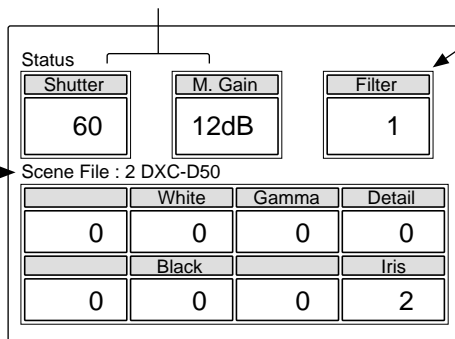 Status
Shutter M. Gain Filter
60 12dB 1
Scene File : 2 DXC-D50
White Gamma Detail
0 0 0 0
Black Iris
0 0 0 2